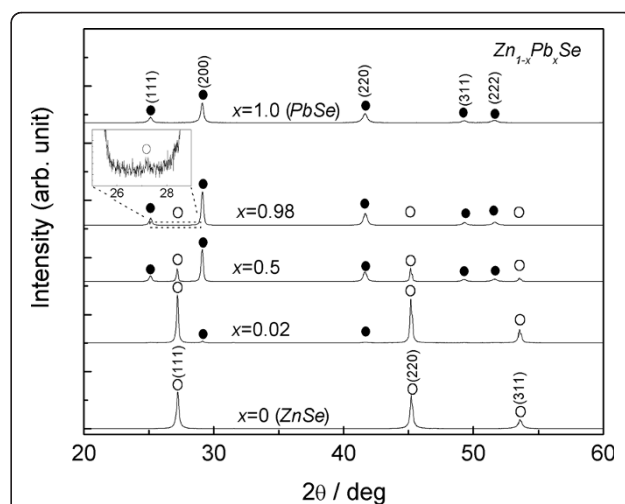 Zn1-xPbxSe
(111)
(200)
(220)
(311)
(222)
x=1.0 (PbSe)
26 28
x=0.98
x=0.5
x=0.02
(111)
(220)
(311)
x=0 (ZnSe)
20 30 40 50 60
2θ / deg
Intensity (arb. unit)